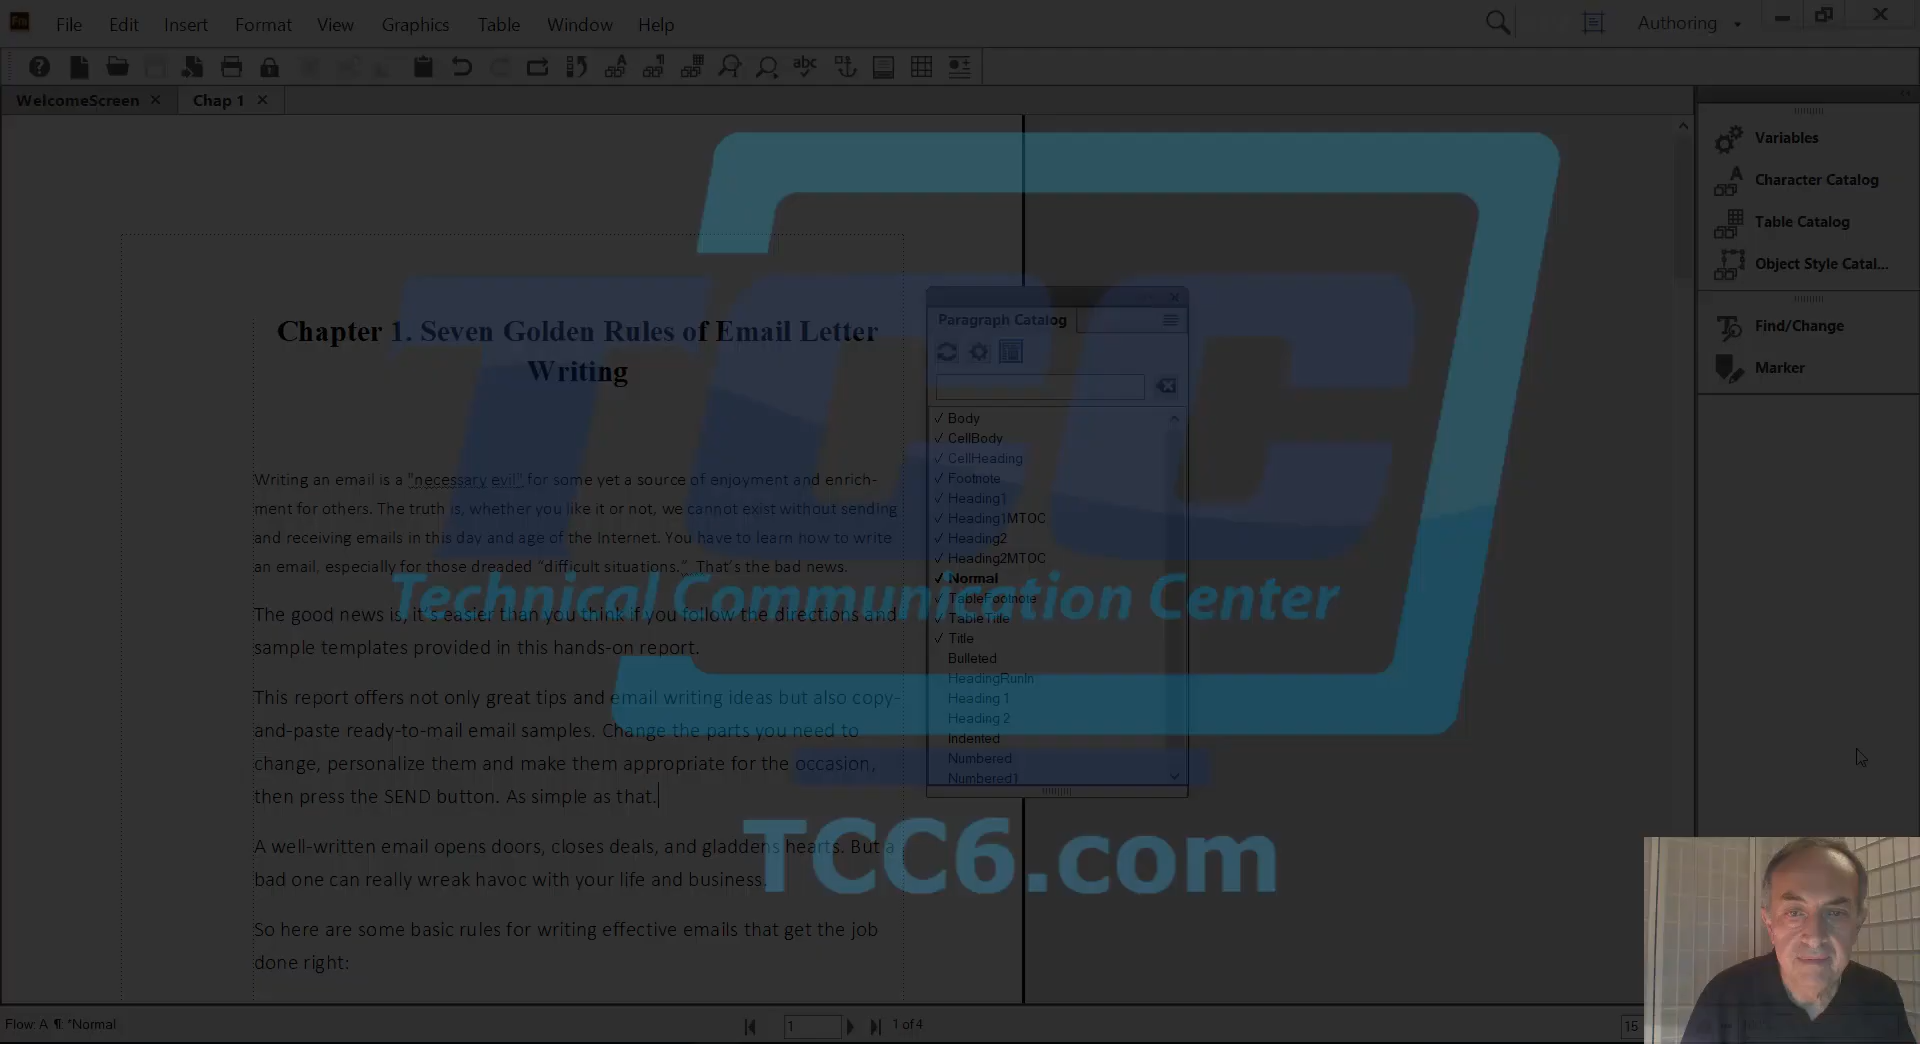 Fm File Edit Insert Format View Graphics Table Window Help Authoring
abc
WelcomeScreen Chap 1
Variables
Character Catalog
Table Catalog
Object Style Catal...
Find/Change
Marker
Chapter 1. Seven Golden Rules of Email Letter
Writing
Writing an email is a "necessary evil" for some yet a source of enjoyment and enrich-
ment for others. The truth is, whether you like it or not, we cannot exist without sending
and receiving emails in this day and age of the Internet. You have to learn how to write
an email, especially for those dreaded “difficult situations.”. That’s the bad news.
The good news is, it’s easier than you think if you follow the directions and
sample templates provided in this hands-on report.
This report offers not only great tips and email writing ideas but also copy-
and-paste ready-to-mail email samples. Change the parts you need to
change, personalize them and make them appropriate for the occasion,
then press the SEND button. As simple as that.
A well-written email opens doors, closes deals, and gladdens hearts. But a
bad one can really wreak havoc with your life and business.
So here are some basic rules for writing effective emails that get the job
done right:
Paragraph Catalog
Body
CellBody
CellHeading
Footnote
Heading1
Heading1MTOC
Heading2
Heading2MTOC
Normal
TableFootnote
TableTitle
Title
Bulleted
HeadingRunIn
Heading 1
Heading 2
Indented
Numbered
Numbered1
TCC
Technical Communication Center
TCC6.com
Flow: A ¶: *Normal
1
1 of 4
15